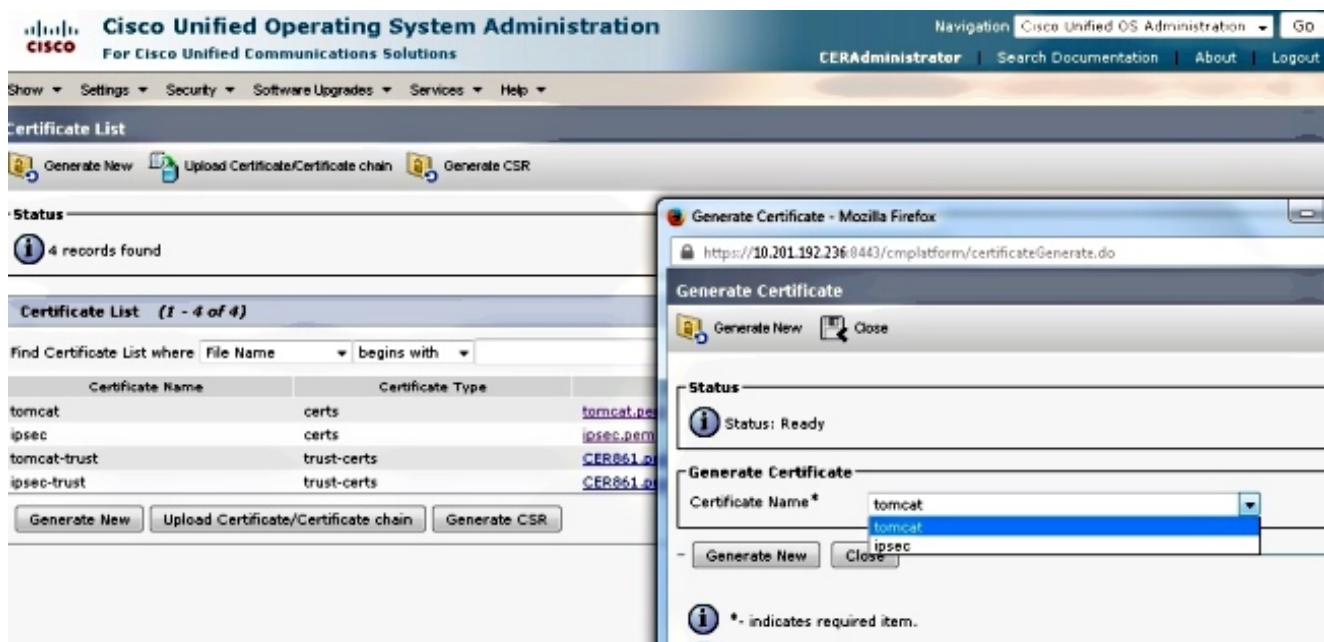 CISCO
Cisco Unified Operating System Administration
For Cisco Unified Communications Solutions
Navigation Cisco Unified OS Administration Go
CERAdministrator | Search Documentation | About | Logout
Show Settings Security Software Upgrades Services Help
Certificate List
Generate New Upload Certificate/Certificate chain Generate CSR
Status
4 records found
Certificate List (1 - 4 of 4)
Find Certificate List where File Name begins with
Certificate Name Certificate Type
tomcat certs tomcat.pe
ipsec certs ipsec.pem
tomcat-trust trust-certs CER861.p
ipsec-trust trust-certs CER861.p
Generate New Upload Certificate/Certificate chain Generate CSR
Generate Certificate - Mozilla Firefox
https://10.201.192.236:8443/cmplatform/certificateGenerate.do
Generate Certificate
Generate New Close
Status
Status: Ready
Generate Certificate
Certificate Name* tomcat
tomcat
ipsec
Generate New Close
*- indicates required item.